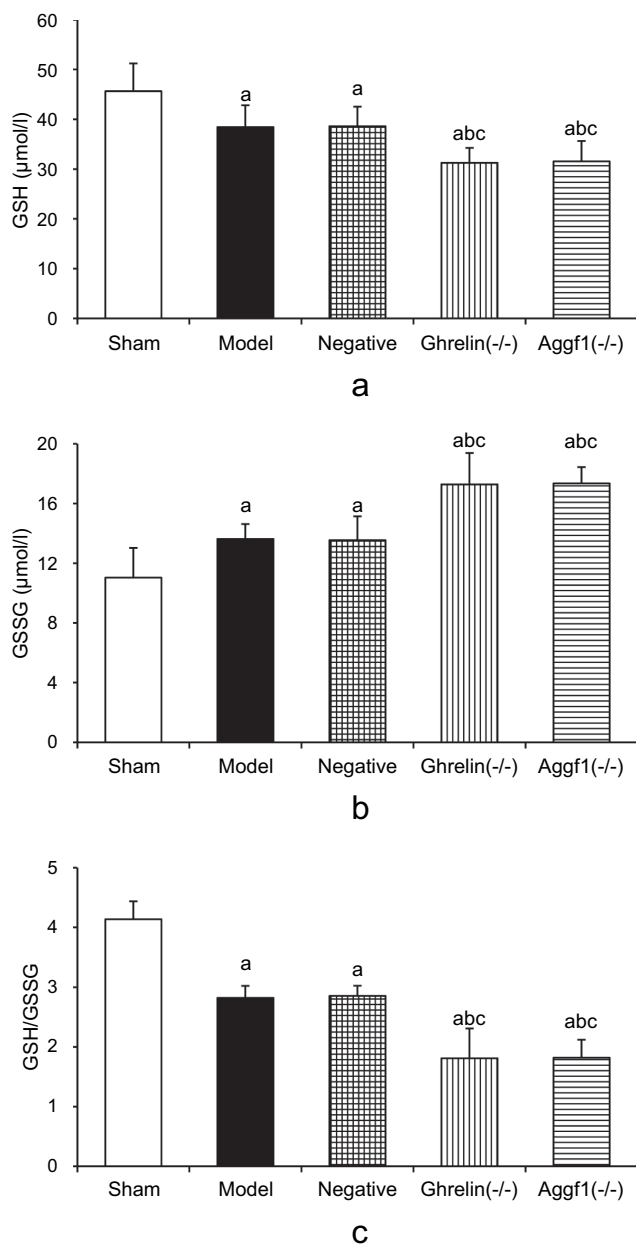 60
50
40
30
20
10
0
GSH (μmol/l)
a
a
abc
abc
Sham Model Negative Ghrelin(-/-) Aggf1(-/-)
a
20
16
12
8
4
0
GSSG (μmol/l)
a
a
abc
abc
Sham Model Negative Ghrelin(-/-) Aggf1(-/-)
b
5
4
3
2
1
0
GSH/GSSG
a
a
abc
abc
Sham Model Negative Ghrelin(-/-) Aggf1(-/-)
c